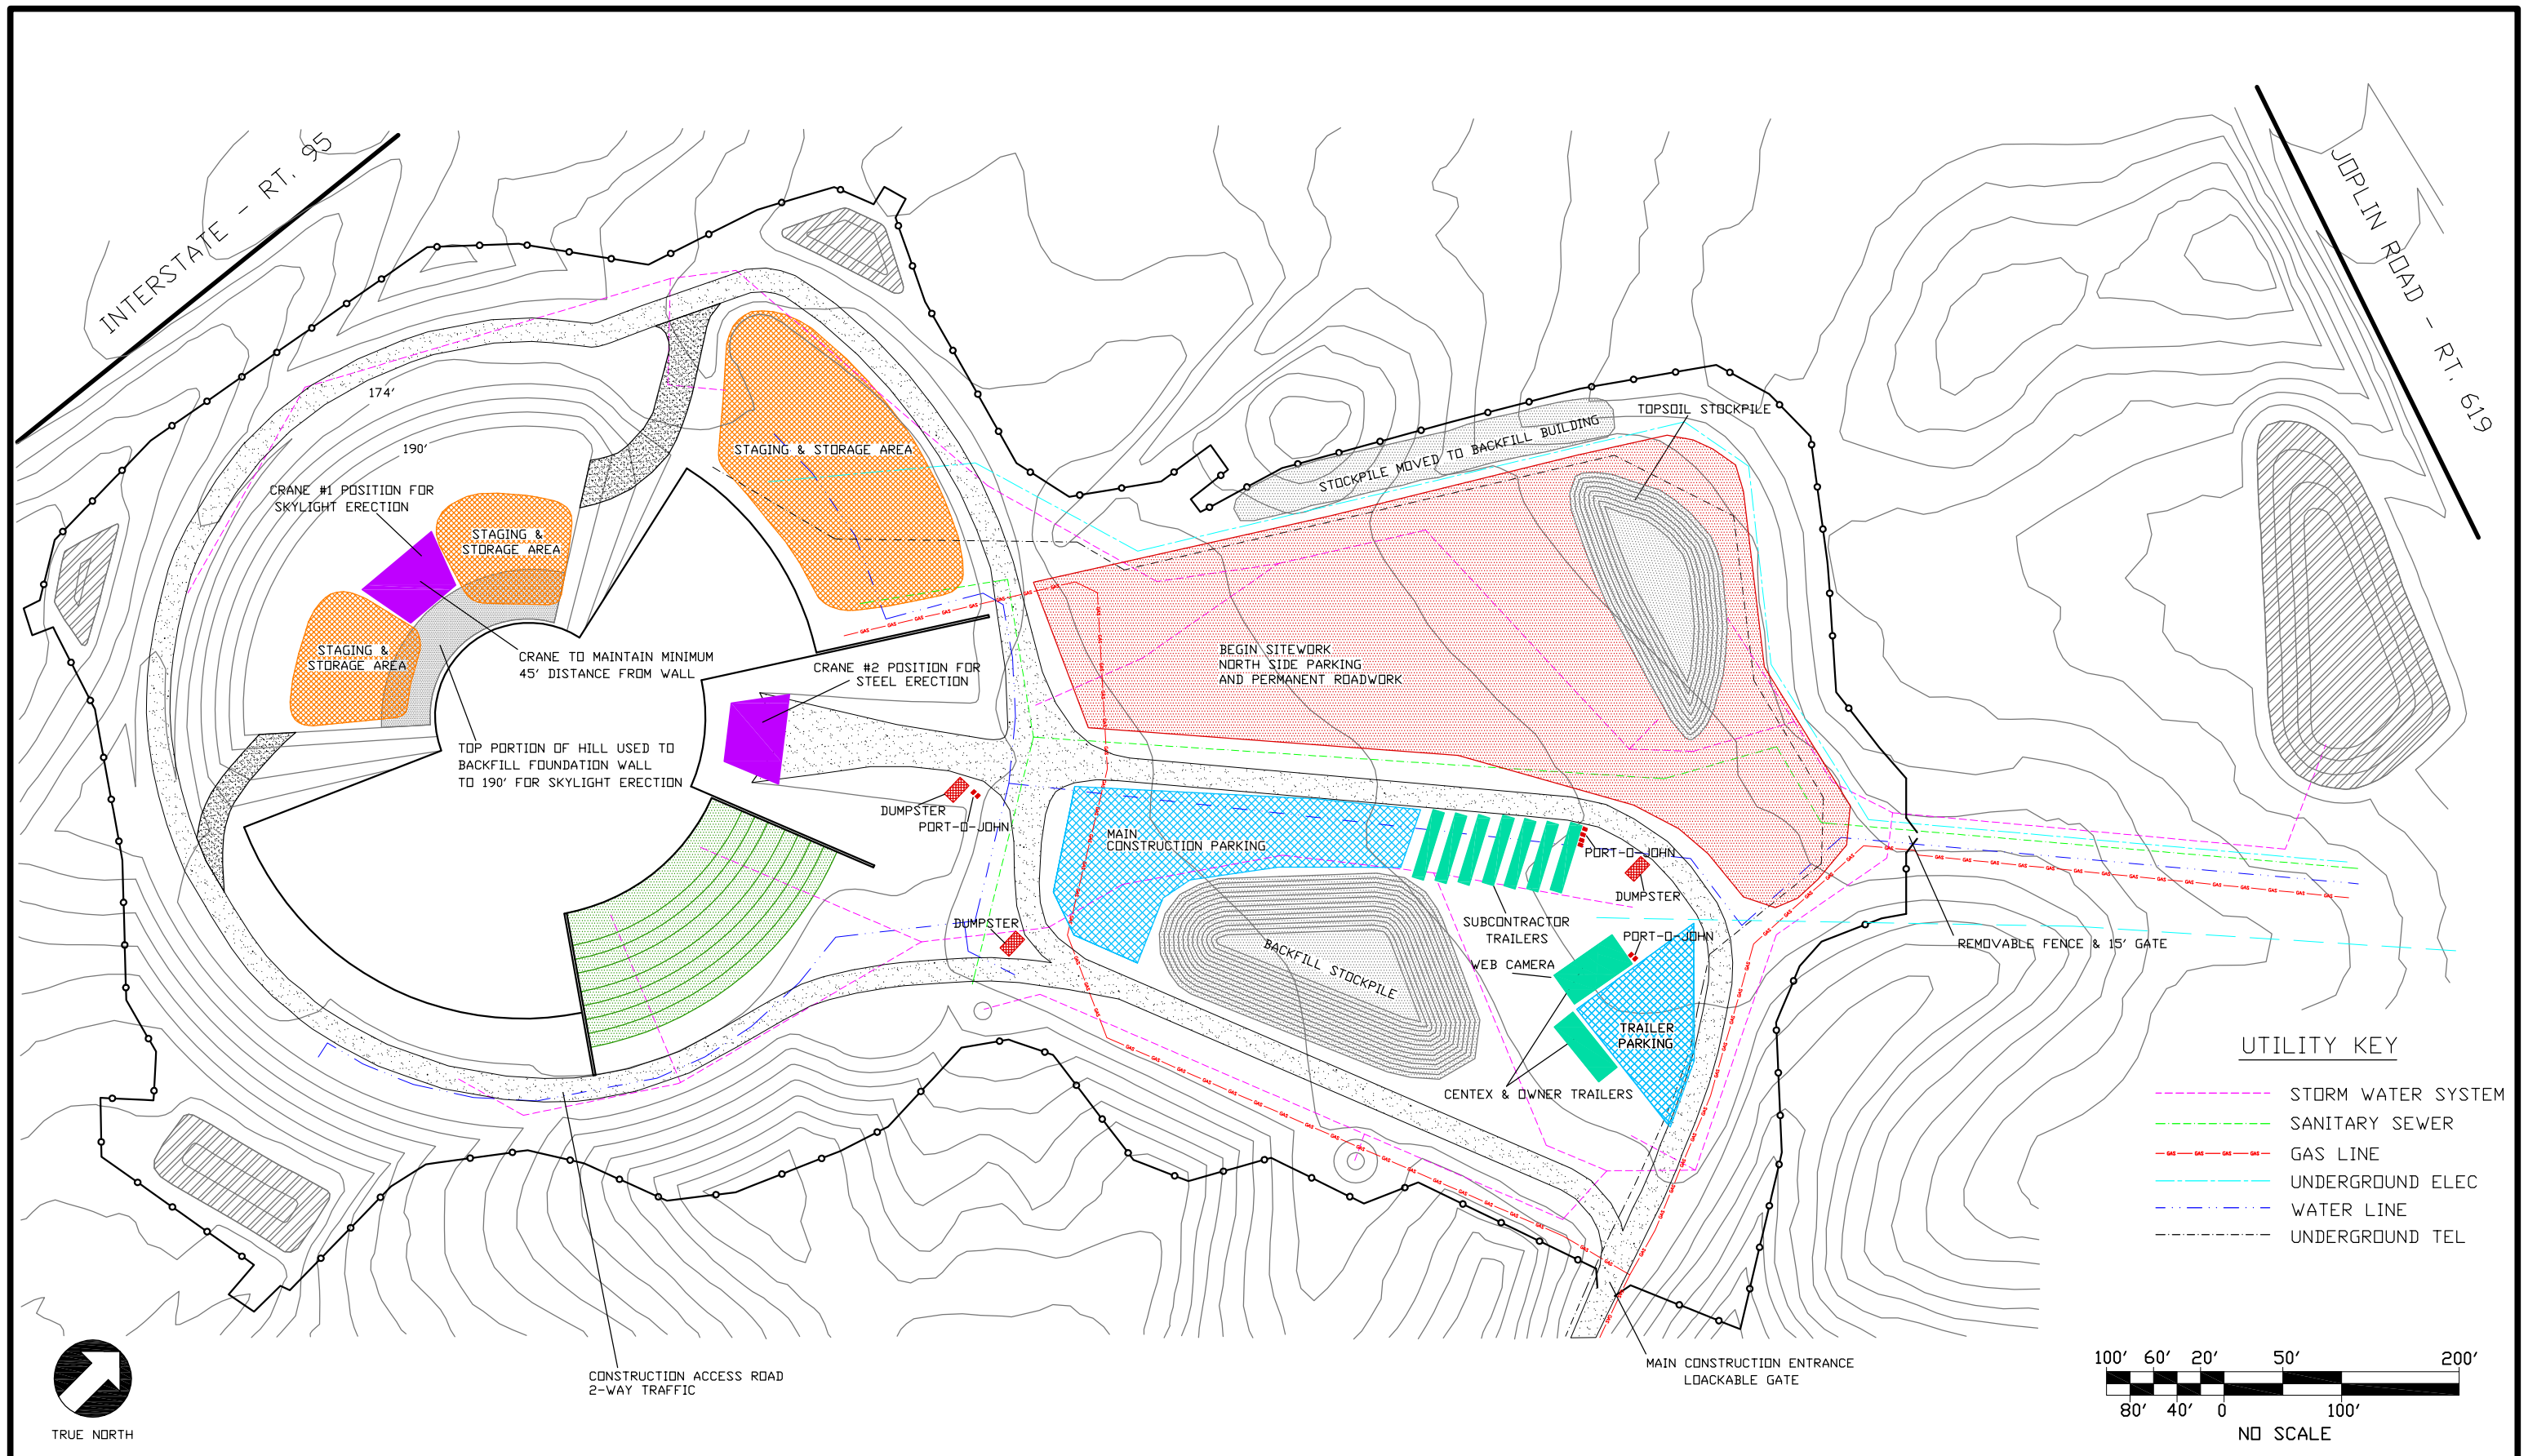 INTERSTATE - RT. 95
JOPLIN ROAD - RT. 619
174'
190'
CRANE #1 POSITION FOR
SKYLIGHT ERECTION
STAGING &
STORAGE AREA
STAGING &
STORAGE AREA
STAGING & STORAGE AREA
TOPSOIL STOCKPILE
STOCKPILE MOVED TO BACKFILL BUILDING
CRANE TO MAINTAIN MINIMUM
45' DISTANCE FROM WALL
CRANE #2 POSITION FOR
STEEL ERECTION
BEGIN SITEWORK
NORTH SIDE PARKING
AND PERMANENT ROADWORK
TOP PORTION OF HILL USED TO
BACKFILL FOUNDATION WALL
TO 190' FOR SKYLIGHT ERECTION
DUMPSTER
PORT-O-JOHN
MAIN
CONSTRUCTION PARKING
PORT-O-JOHN
DUMPSTER
DUMPSTER
SUBCONTRACTOR
TRAILERS
PORT-O-JOHN
WEB CAMERA
BACKFILL STOCKPILE
REMOVABLE FENCE & 15' GATE
TRAILER
PARKING
CENTEX & OWNER TRAILERS
UTILITY KEY
STORM WATER SYSTEM
SANITARY SEWER
GAS GAS GAS GAS
GAS LINE
UNDERGROUND ELEC
WATER LINE
UNDERGROUND TEL
CONSTRUCTION ACCESS ROAD
2-WAY TRAFFIC
MAIN CONSTRUCTION ENTRANCE
LOACKABLE GATE
TRUE NORTH
100' 60' 20' 50' 200'
80' 40' 0 100'
NO SCALE